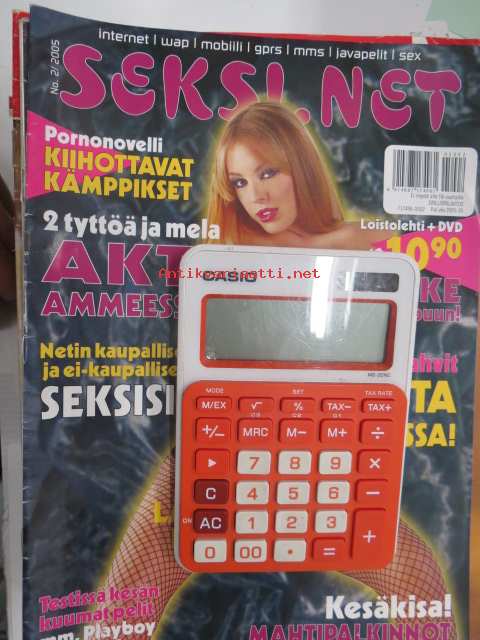 internet | wap | mobiili | gprs | mms | javapelit | sex
No. 2/2005
SEKSI.NET
Pornonovelli
KIIHOTTAVAT
KÄMPPIKSET
Loistolehti + DVD
10,90
2 tyttöä ja mela
AKT
AMMEESS
KE
puun!
Antikvariaatti.net
Netin kaupallise
ja ei-kaupallise
SEKSISI
ahvit
TA
SSA!
CASIO
MODE
SET
TAX RATE
M/EX
√
%
TAX−
TAX+
+/−
MRC
M−
M+
÷
▶
7
8
9
×
C
4
5
6
−
ON
AC
1
2
3
+
0
00
•
=
Testissä kesän
kuumat pelit
mm. Playboy
Kesäkisa!
MAHTIPALKINNOT